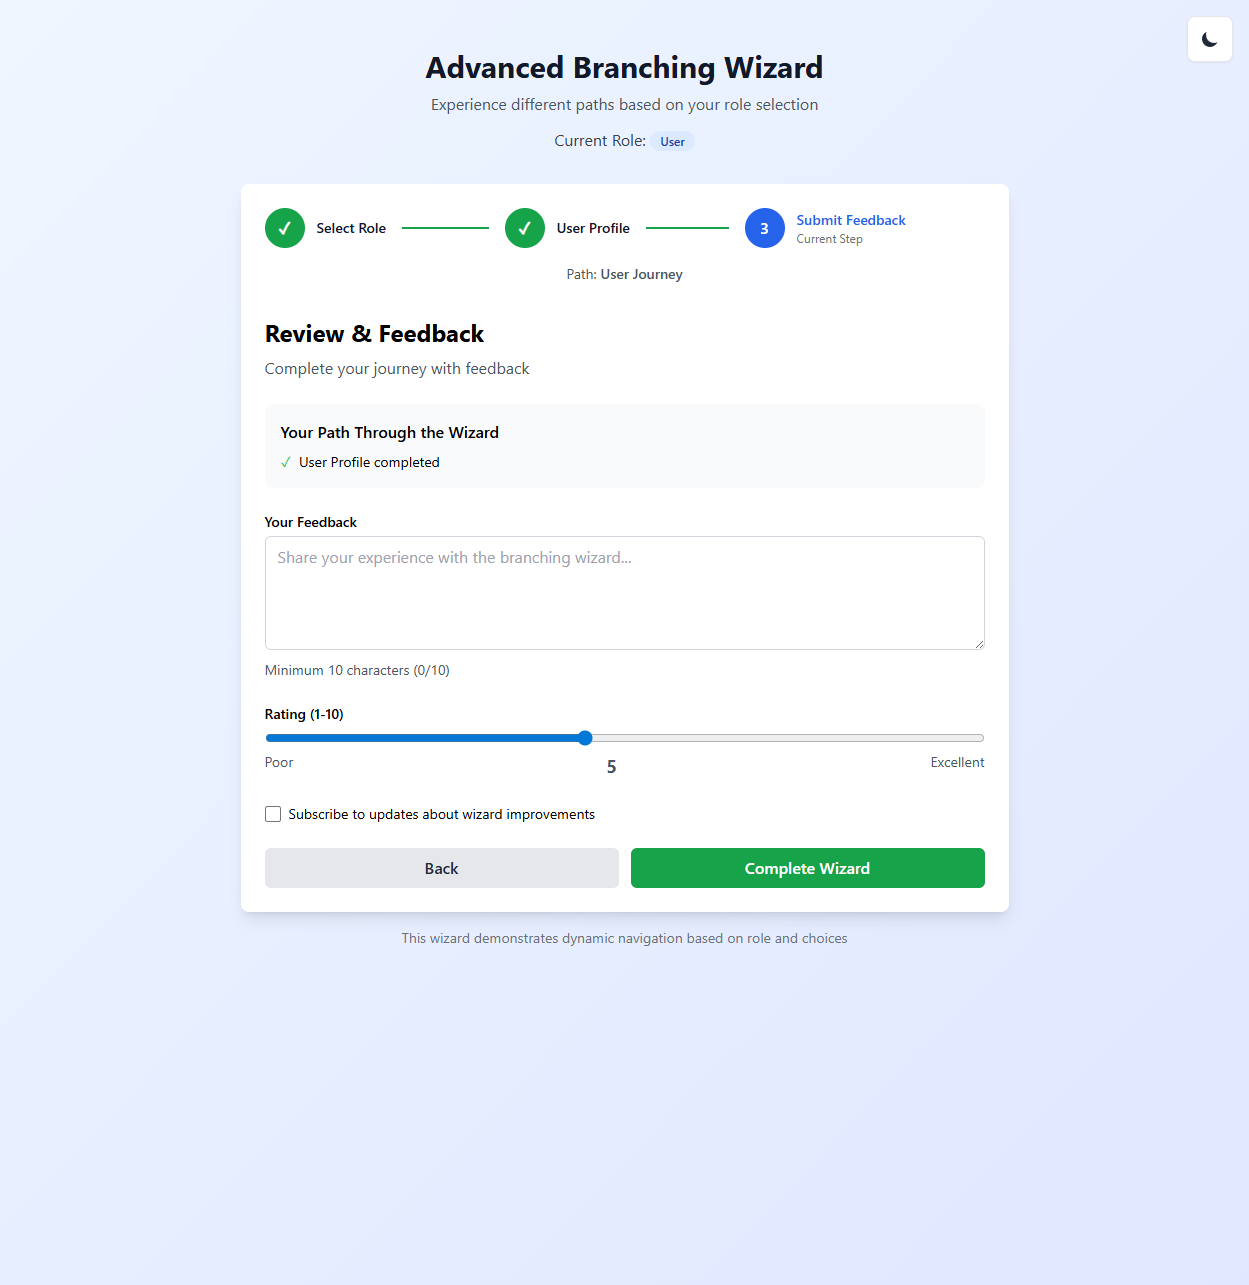 Advanced Branching Wizard
Experience different paths based on your role selection
Current Role: User
✓ Select Role ✓ User Profile 3 Submit Feedback
Current Step
Path: User Journey
Review & Feedback
Complete your journey with feedback
Your Path Through the Wizard
✓ User Profile completed
Your Feedback
Share your experience with the branching wizard...
Minimum 10 characters (0/10)
Rating (1-10)
Poor 5 Excellent
Subscribe to updates about wizard improvements
Back Complete Wizard
This wizard demonstrates dynamic navigation based on role and choices